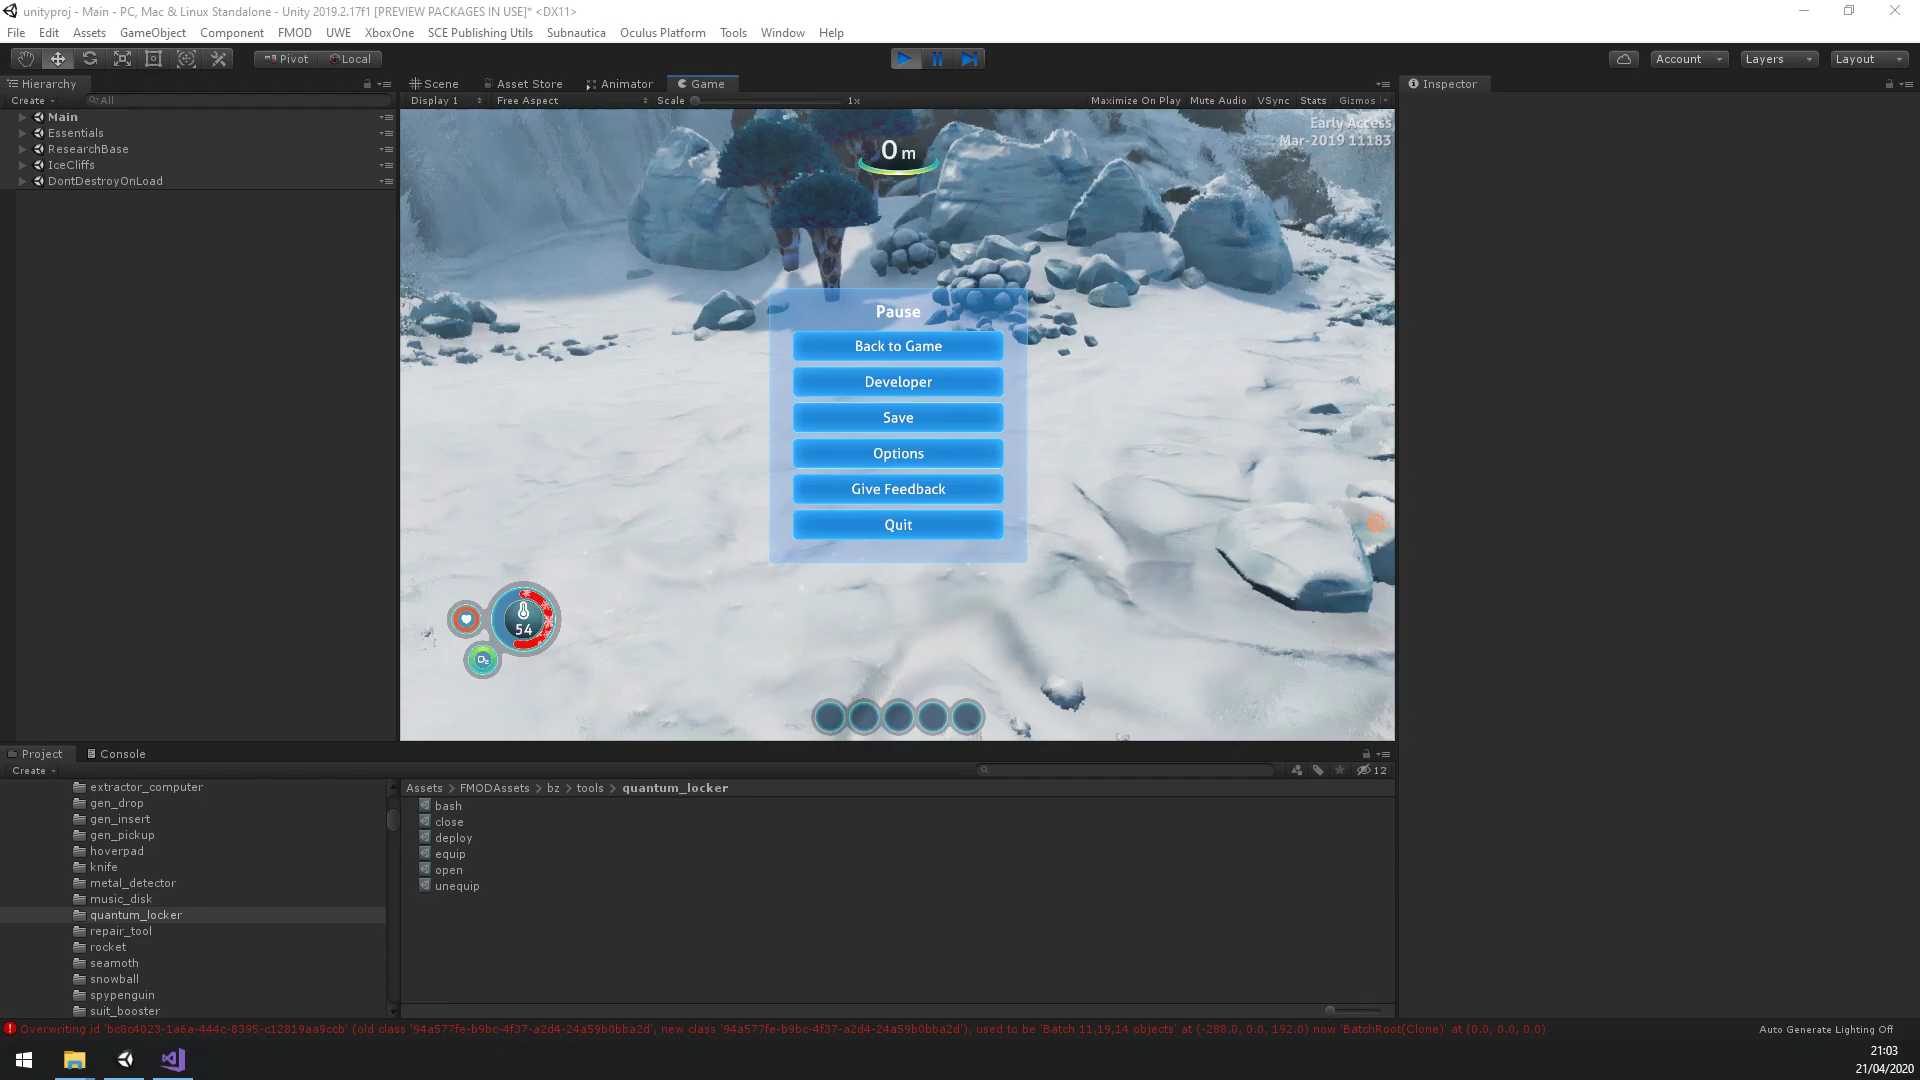 unityproj - Main - PC, Mac & Linux Standalone - Unity 2019.2.17f1 [PREVIEW PACKAGES IN USE]* <DX11>
File Edit Assets GameObject Component FMOD UWE XboxOne SCE Publishing Utils Subnautica Oculus Platform Tools Window Help
Pivot Local Account Layers Layout
Hierarchy Scene Asset Store Animator Game Inspector
Create All Display 1 Free Aspect Scale 1x Maximize On Play Mute Audio VSync Stats Gizmos
Main
Essentials
ResearchBase
IceCliffs
DontDestroyOnLoad
Early Access
Mar-2019 11183
0 m
Pause
Back to Game
Developer
Save
Options
Give Feedback
Quit
54
O2
Project Console
Create 12
extractor_computer
gen_drop
gen_insert
gen_pickup
hoverpad
knife
metal_detector
music_disk
quantum_locker
repair_tool
rocket
seamoth
snowball
spypenguin
suit_booster
Assets > FMODAssets > bz > tools > quantum_locker
bash
close
deploy
equip
open
unequip
Overwriting id 'bc8c4023-1a6a-444c-8395-c12819aa9ccb' (old class '94a577fe-b9bc-4f37-a2d4-24a59b0bba2d', new class '94a577fe-b9bc-4f37-a2d4-24a59b0bba2d'), used to be 'Batch 11,19,14 objects' at (-288.0, 0.0, 192.0) now 'BatchRoot(Clone)' at (0.0, 0.0, 0.0)
Auto Generate Lighting Off
21:03
21/04/2020